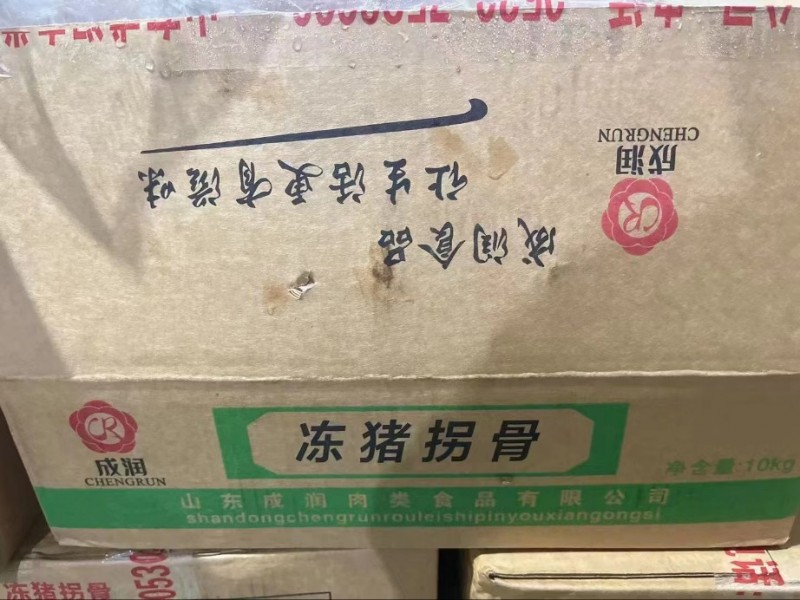 成润食品
让生活更有滋味
成润
CHENGRUN
成润
CHENGRUN
冻猪拐骨
净含量:10kg
山东成润肉类食品有限公司
shandongchengrunrouleishipinyouxiangongsi
冻猪拐骨